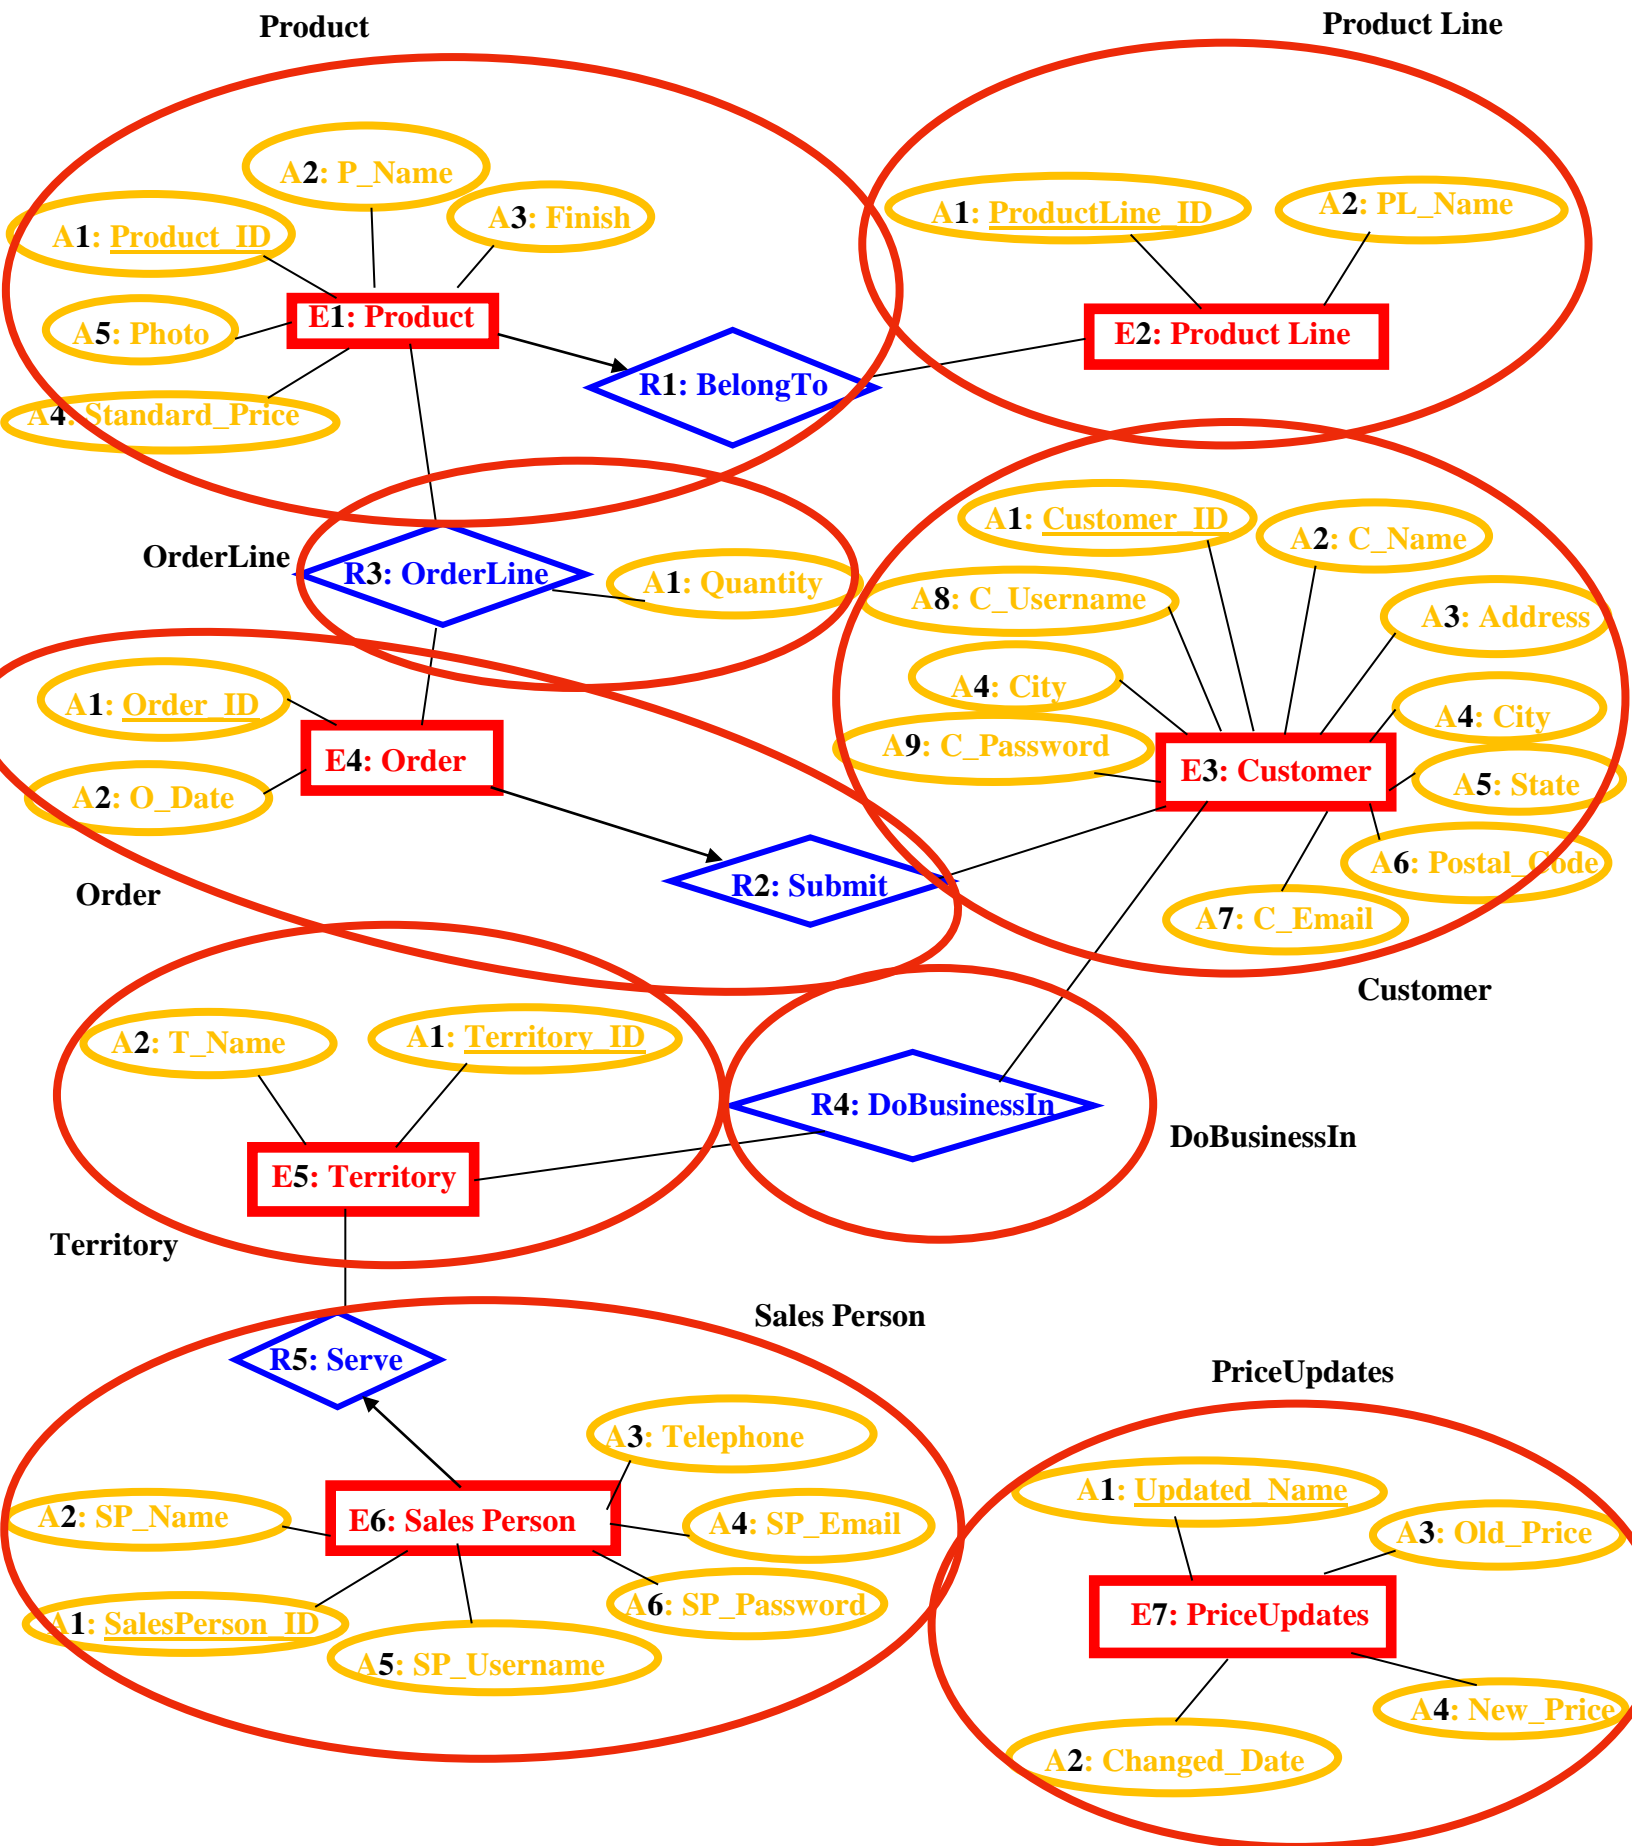 Product
Product Line
A2: P_Name
A3: Finish
A1: Product_ID
A1: ProductLine_ID
A2: PL_Name
E1: Product
A5: Photo
E2: Product Line
R1: BelongTo
A4: Standard_Price
A1: Customer_ID
A2: C_Name
OrderLine
R3: OrderLine
A1: Quantity
A8: C_Username
A3: Address
A4: City
A1: Order_ID
A4: City
A9: C_Password
E4: Order
E3: Customer
A5: State
A2: O_Date
A6: Postal_Code
R2: Submit
Order
A7: C_Email
Customer
A2: T_Name
A1: Territory_ID
R4: DoBusinessIn
DoBusinessIn
E5: Territory
Territory
Sales Person
R5: Serve
PriceUpdates
A3: Telephone
A1: Updated_Name
A2: SP_Name
E6: Sales Person
A4: SP_Email
A3: Old_Price
A6: SP_Password
E7: PriceUpdates
A1: SalesPerson_ID
A5: SP_Username
A4: New_Price
A2: Changed_Date